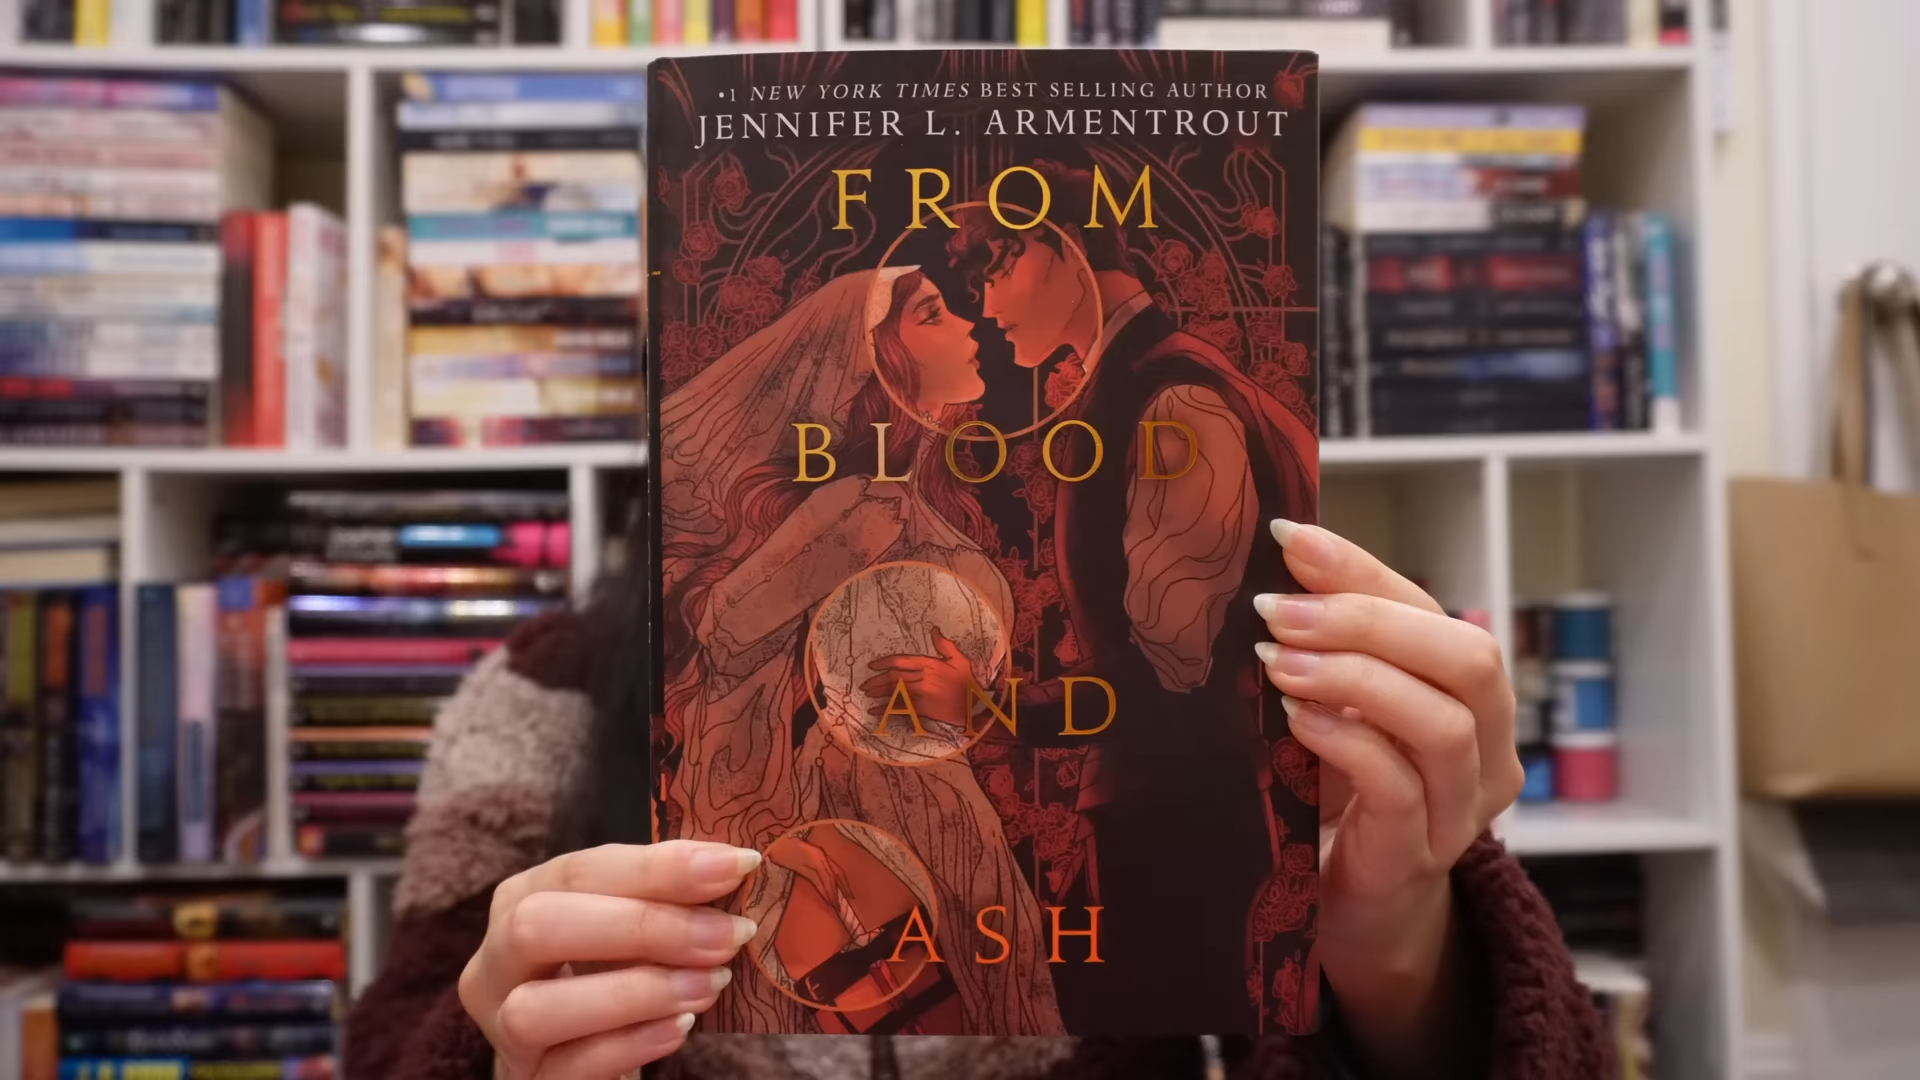 •1 NEW YORK TIMES BEST SELLING AUTHOR
JENNIFER L. ARMENTROUT
FROM
BLOOD
AND
ASH